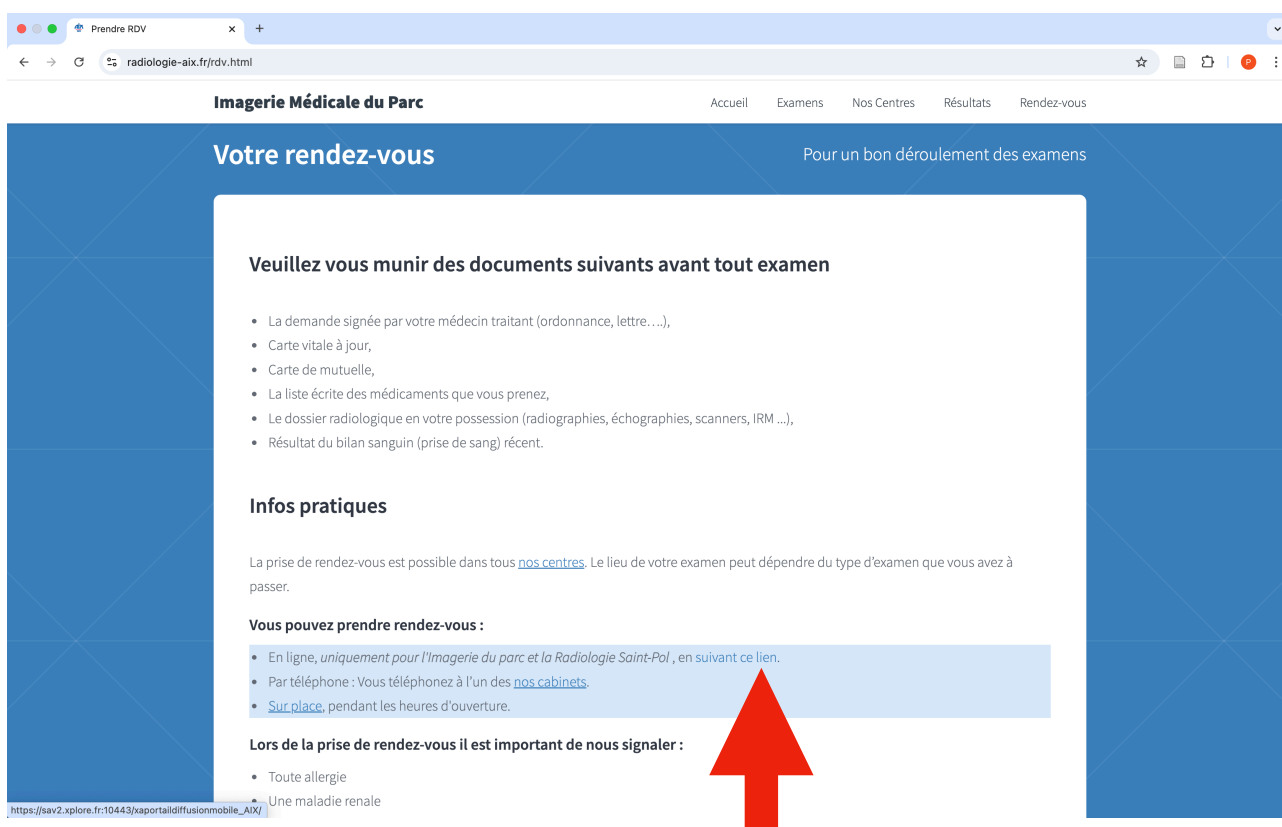 Prendre RDV
radiologie-aix.fr/rdv.html
P
Imagerie Médicale du Parc
Accueil Examens Nos Centres Résultats Rendez-vous
Votre rendez-vous
Pour un bon déroulement des examens
Veuillez vous munir des documents suivants avant tout examen
La demande signée par votre médecin traitant (ordonnance, lettre….),
Carte vitale à jour,
Carte de mutuelle,
La liste écrite des médicaments que vous prenez,
Le dossier radiologique en votre possession (radiographies, échographies, scanners, IRM ...),
Résultat du bilan sanguin (prise de sang) récent.
Infos pratiques
La prise de rendez-vous est possible dans tous nos centres. Le lieu de votre examen peut dépendre du type d’examen que vous avez à
passer.
Vous pouvez prendre rendez-vous :
En ligne, uniquement pour l'Imagerie du parc et la Radiologie Saint-Pol , en suivant ce lien.
Par téléphone : Vous téléphonez à l’un des nos cabinets.
Sur place, pendant les heures d'ouverture.
Lors de la prise de rendez-vous il est important de nous signaler :
Toute allergie
Une maladie renale
https://sav2.xplore.fr:10443/xaportaildiffusionmobile_AIX/